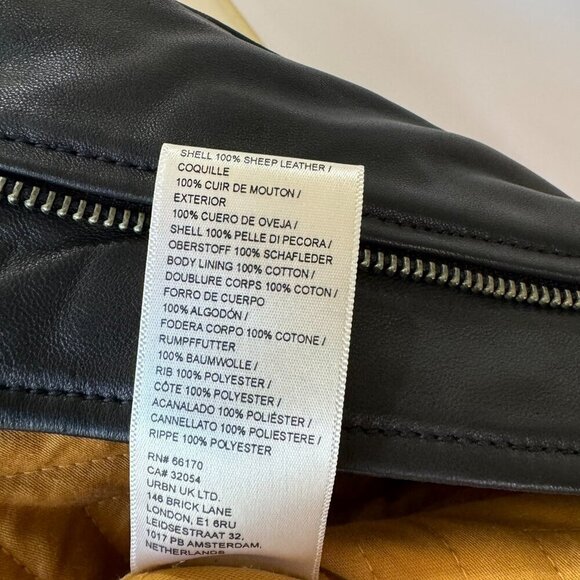 SHELL 100% SHEEP LEATHER /
COQUILLE
100% CUIR DE MOUTON /
EXTERIOR
100% CUERO DE OVEJA /
SHELL 100% PELLE DI PECORA /
OBERSTOFF 100% SCHAFLEDER
BODY LINING 100% COTTON /
DOUBLURE CORPS 100% COTON /
FORRO DE CUERPO
100% ALGODÓN /
FODERA CORPO 100% COTONE /
RUMPFFUTTER
100% BAUMWOLLE /
RIB 100% POLYESTER /
CÔTE 100% POLYESTER /
ACANALADO 100% POLIÉSTER /
CANNELLATO 100% POLIESTERE /
RIPPE 100% POLYESTER
RN# 66170
CA# 32054
URBN UK LTD.
146 BRICK LANE
LONDON, E1 6RU
LEIDSESTRAAT 32,
1017 PB AMSTERDAM,
NETHERLANDS